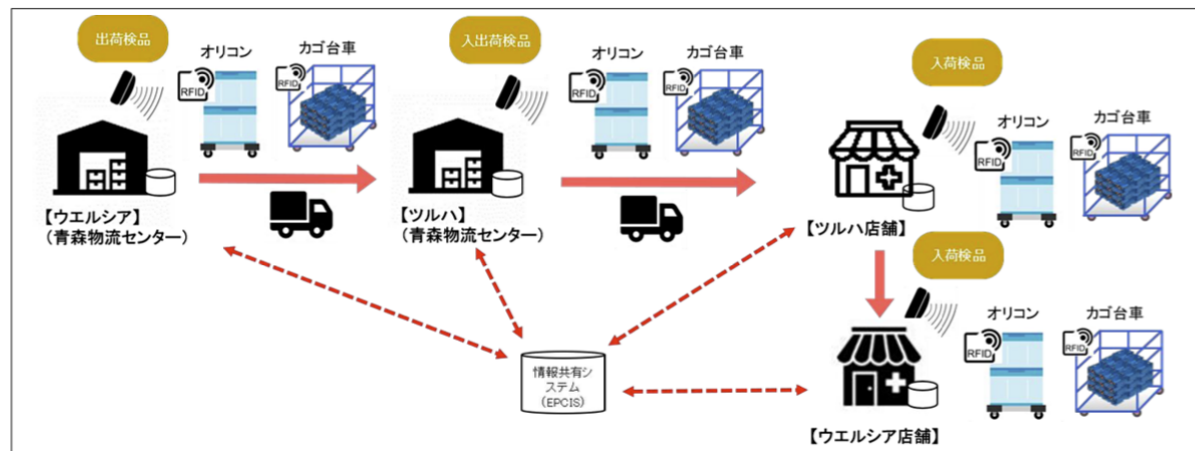 出荷検品
オリコン
カゴ台車
RFID
RFID
【ウエルシア】
(青森物流センター)
入出荷検品
オリコン
カゴ台車
RFID
RFID
【ツルハ】
(青森物流センター)
入荷検品
オリコン
カゴ台車
RFID
RFID
【ツルハ店舗】
入荷検品
オリコン
カゴ台車
RFID
RFID
【ウエルシア店舗】
情報共有シ
ステム
(EPCIS)